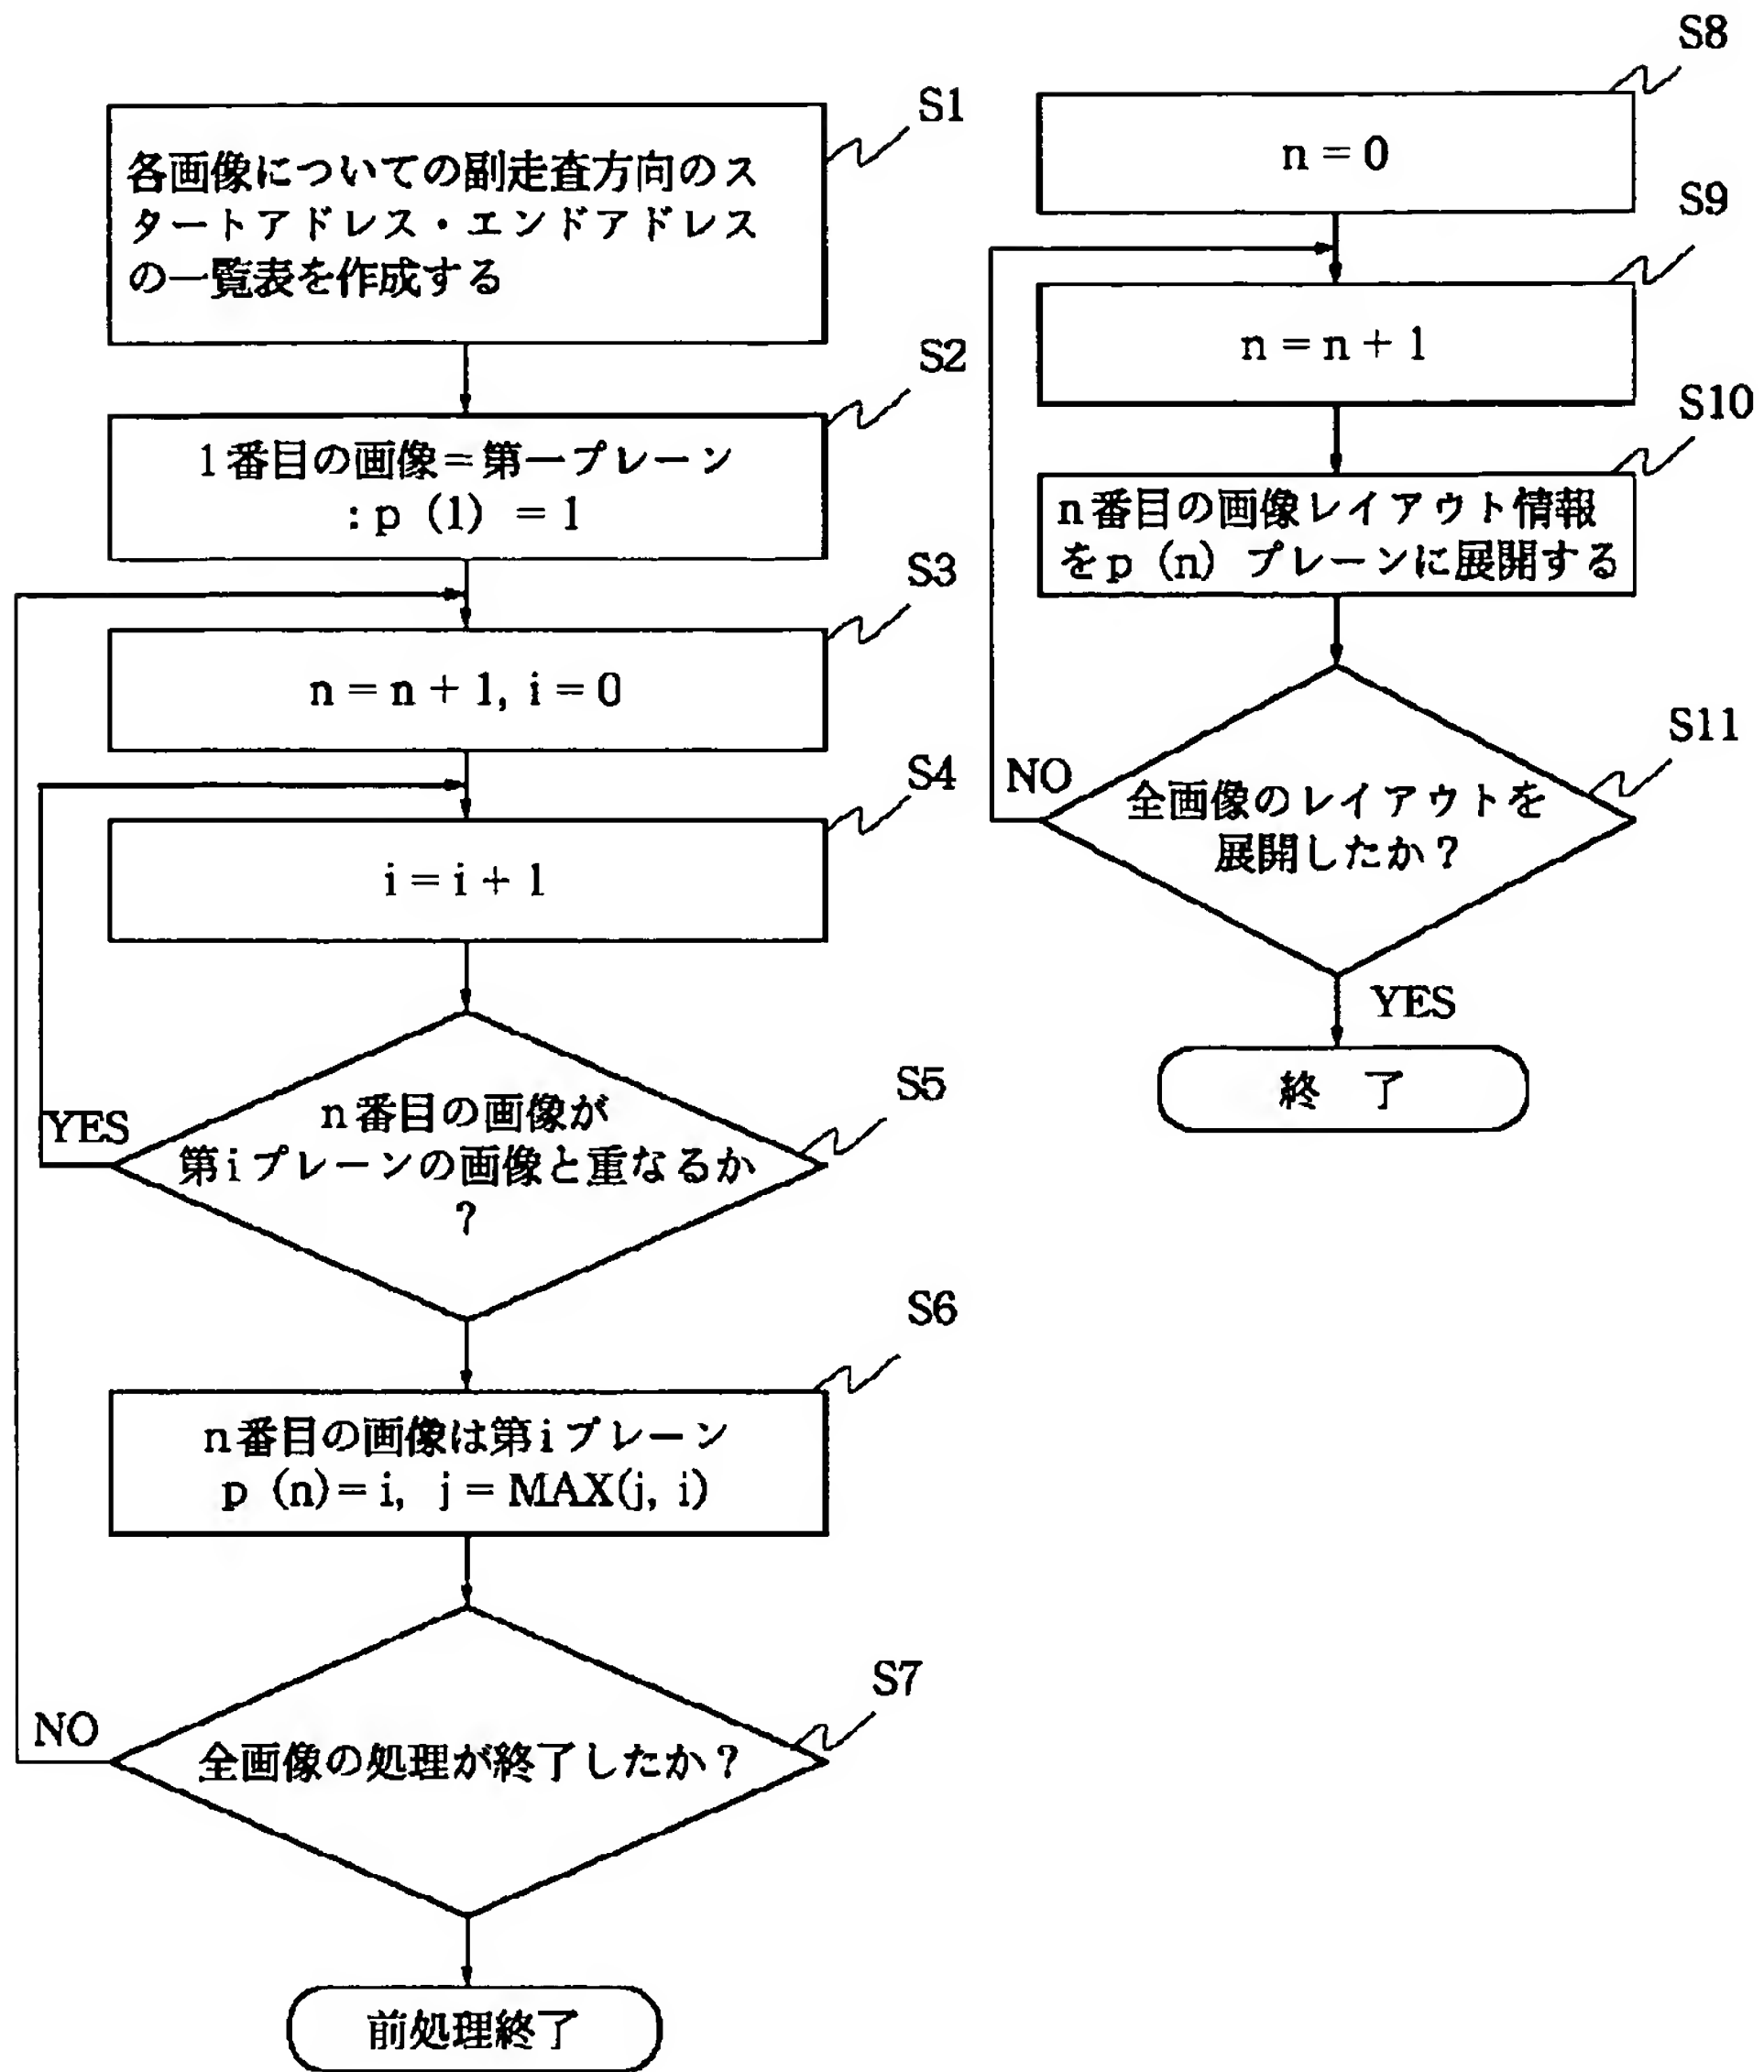 S1
各画像についての副走査方向のス
タートアドレス・エンドアドレス
の一覧表を作成する
S2
1番目の画像＝第一プレーン
：p (1) = 1
S3
n = n + 1, i = 0
S4
i = i + 1
S5
n番目の画像が
第iプレーンの画像と重なるか
？
YES
S6
n番目の画像は第iプレーン
p (n) = i, j = MAX(j, i)
S7
全画像の処理が終了したか？
NO
前処理終了
S8
n = 0
S9
n = n + 1
S10
n番目の画像レイアウト情報
をp (n) プレーンに展開する
S11
全画像のレイアウトを
展開したか？
NO
YES
終 了